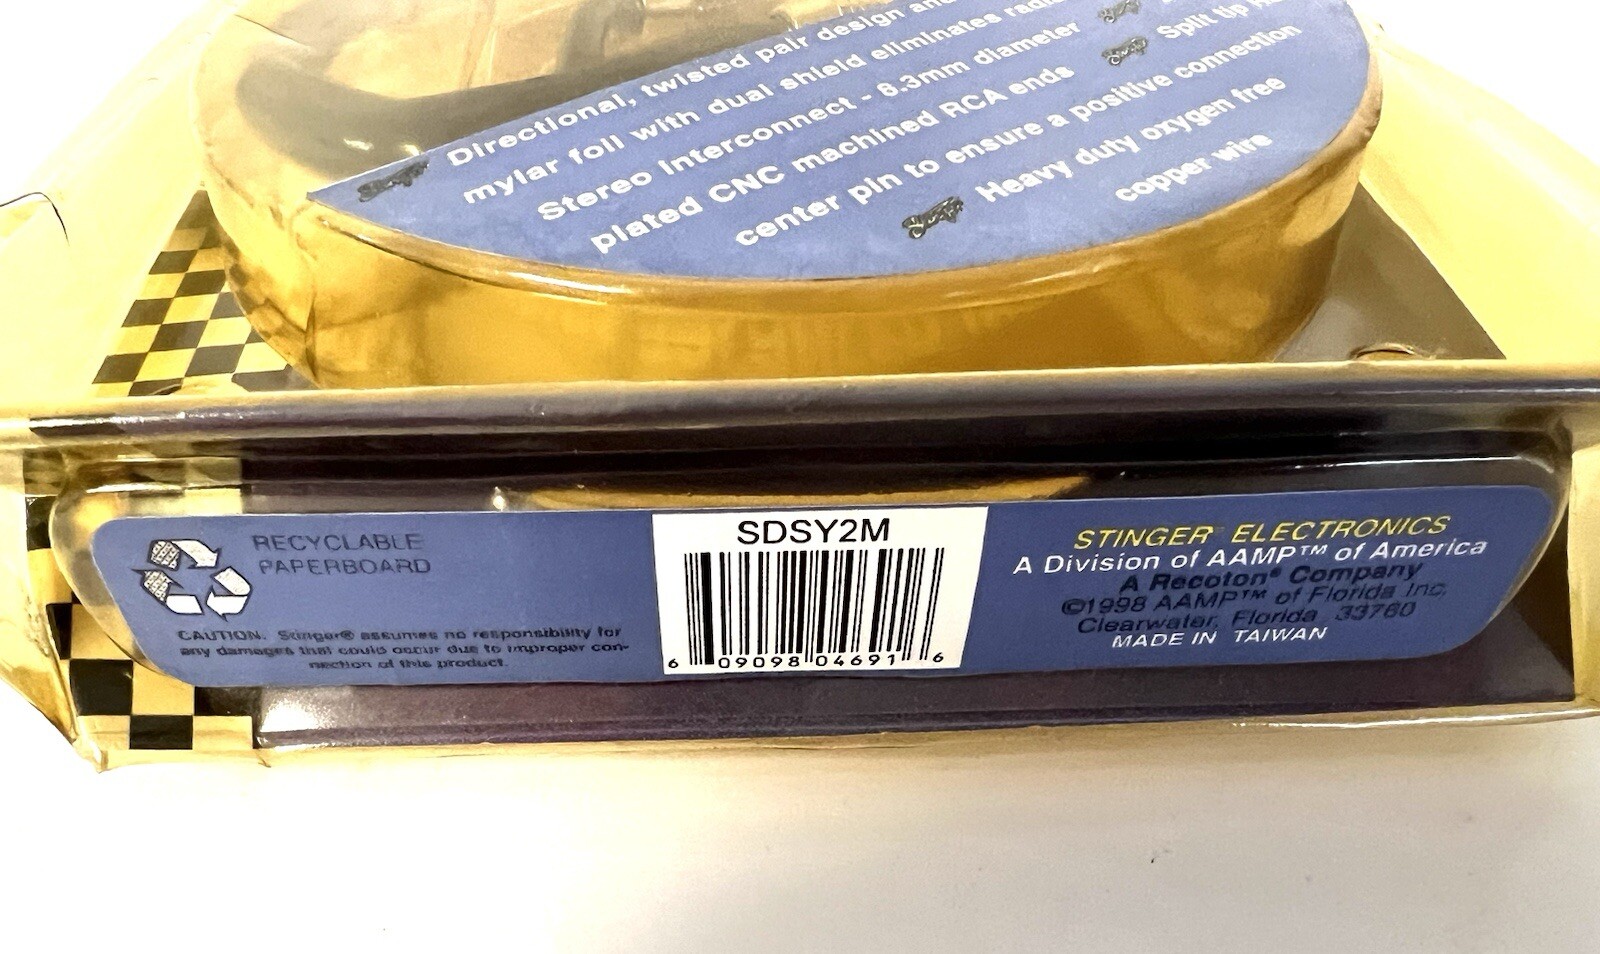 Directional, twisted pair design and
mylar foil with dual shield eliminates
Stereo Interconnect - 8.3mm diameter
Split tip
plated CNC machined RCA ends
center pin to ensure a positive connection
Heavy duty oxygen free
copper wire
RECYCLABLE
PAPERBOARD
CAUTION. Stinger® assumes no responsibility for
any damages that could occur due to improper con-
nection of this product.
SDSY2M
6 09098 04691 6
STINGER™ ELECTRONICS
A Division of AAMP™ of America
A Recoton® Company
©1998 AAMP™ of Florida Inc.
Clearwater, Florida 33760
MADE IN TAIWAN